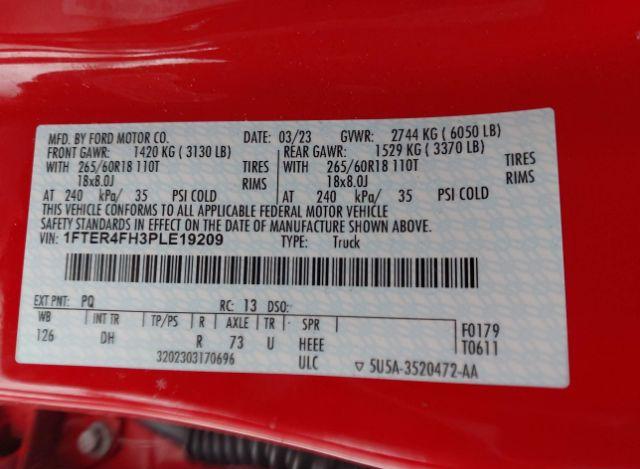 MFD. BY FORD MOTOR CO. DATE: 03/23 GVWR: 2744 KG ( 6050 LB)
FRONT GAWR: 1420 KG ( 3130 LB) REAR GAWR: 1529 KG ( 3370 LB)
WITH 265/60R18 110T TIRES WITH 265/60R18 110T TIRES
18x8.0J RIMS 18x8.0J RIMS
AT 240 kPa/ 35 PSI COLD AT 240 kPa/ 35 PSI COLD
THIS VEHICLE CONFORMS TO ALL APPLICABLE FEDERAL MOTOR VEHICLE
SAFETY STANDARDS IN EFFECT ON THE DATE OF MANUFACTURE SHOWN ABOVE.
VIN: 1FTER4FH3PLE19209 TYPE: Truck
EXT PNT: PQ RC: 13 DSO:
WB INT TR TP/PS R AXLE TR SPR F0179
126 DH R 73 U HEEE T0611
3202303170696 ULC ▽ 5U5A-3520472-AA